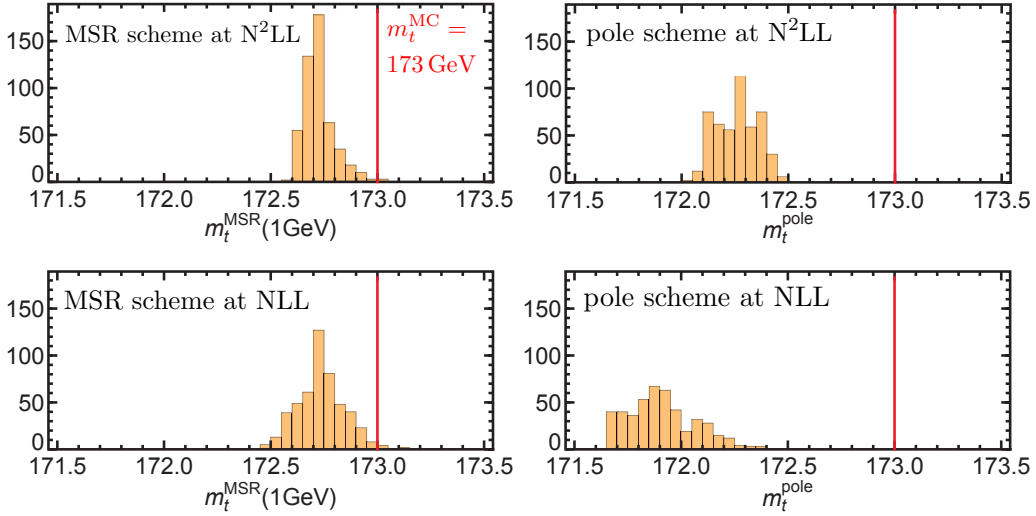 MSR scheme at N²LL
m_t^MC =
173 GeV
150
100
50
0
171.5 172.0 172.5 173.0 173.5
m_t^MSR(1GeV)
pole scheme at N²LL
150
100
50
0
171.5 172.0 172.5 173.0 173.5
m_t^pole
MSR scheme at NLL
150
100
50
0
171.5 172.0 172.5 173.0 173.5
m_t^MSR(1GeV)
pole scheme at NLL
150
100
50
0
171.5 172.0 172.5 173.0 173.5
m_t^pole